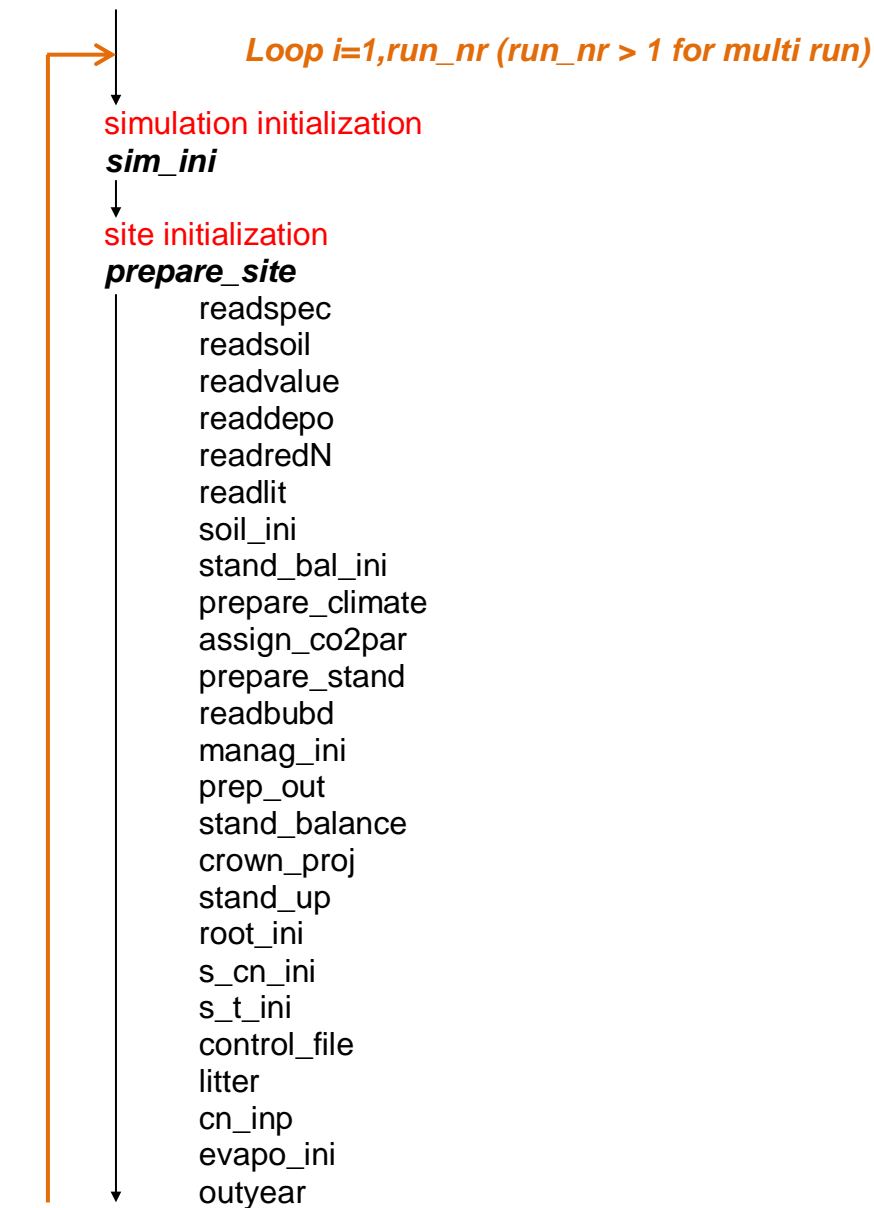 Loop i=1,run_nr (run_nr > 1 for multi run)
simulation initialization
sim_ini
site initialization
prepare_site
readspec
readsoil
readvalue
readdepo
readredN
readlit
soil_ini
stand_bal_ini
prepare_climate
assign_co2par
prepare_stand
readbubd
manag_ini
prep_out
stand_balance
crown_proj
stand_up
root_ini
s_cn_ini
s_t_ini
control_file
litter
cn_inp
evapo_ini
outyear